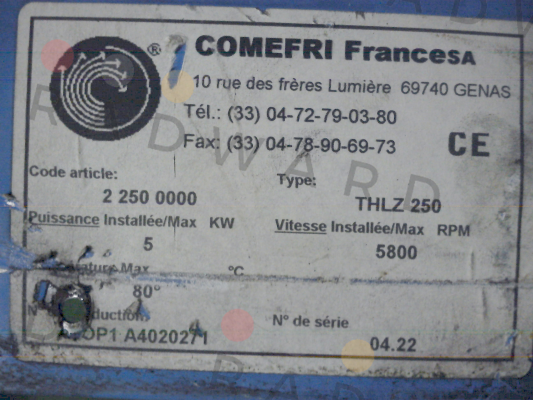 ® COMEFRI FranceSA
10 rue des frères Lumière 69740 GENAS
Tél.: (33) 04-72-79-03-80
Fax: (33) 04-78-90-69-73 CE
Code article: Type:
2 250 0000 THLZ 250
Puissance Installée/Max KW Vitesse Installée/Max RPM
5 5800
Max °C
80°
N° de série
A4020271 04.22
RADWARD